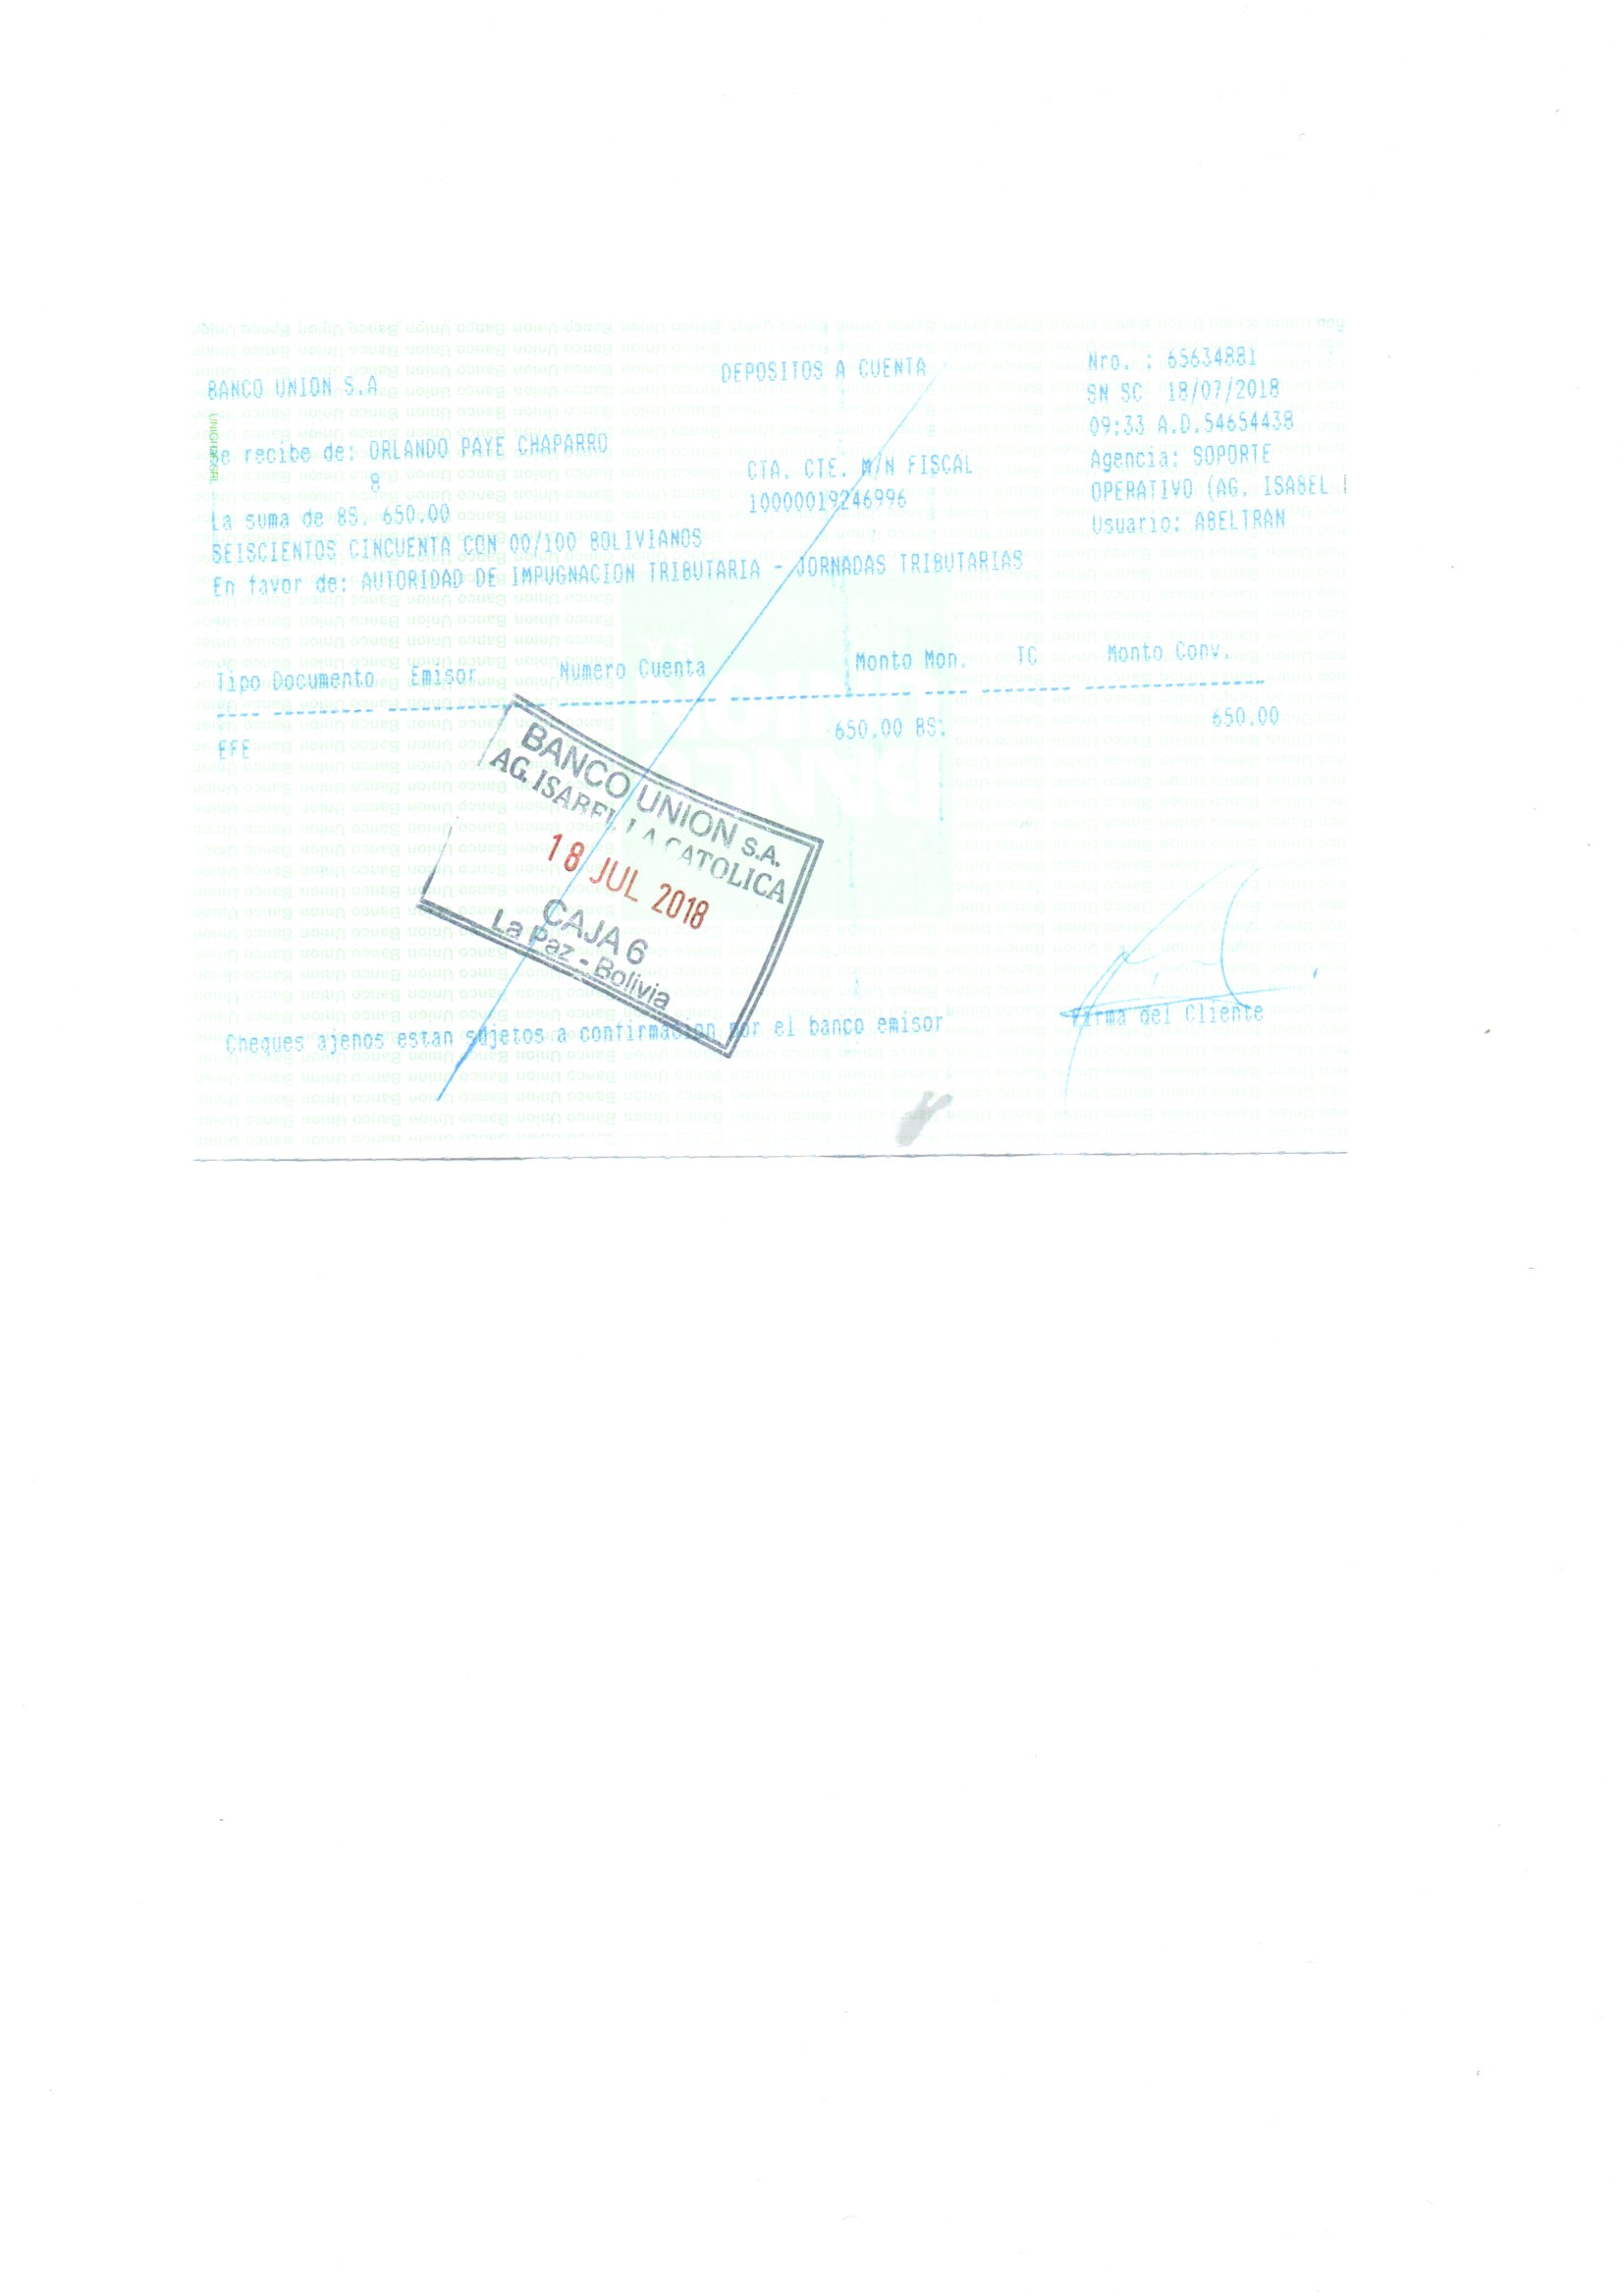 BANCO UNION S.A
DEPOSITOS A CUENTA
Nro. : 65634881
SN SC 18/07/2018
09:33 A.D.54654438
Se recibe de: ORLANDO PAYE CHAPARRO
8
CTA. CTE. M/N FISCAL
10000019246996
Agencia: SOPORTE
OPERATIVO (AG. ISABEL
Usuario: ABELTRAN
La suma de BS. 650.00
SEISCIENTOS CINCUENTA CON 00/100 BOLIVIANOS
En favor de: AUTORIDAD DE IMPUGNACION TRIBUTARIA - JORNADAS TRIBUTARIAS
Tipo Documento Emisor Numero Cuenta Monto Mon. TC Monto Conv.
EFE 650.00 BS. 650.00
BANCO UNION S.A.
AG. ISABEL LA CATOLICA
18 JUL 2018
CAJA 6
La Paz - Bolivia
Cheques ajenos estan sujetos a confirmacion por el banco emisor
Firma del Cliente